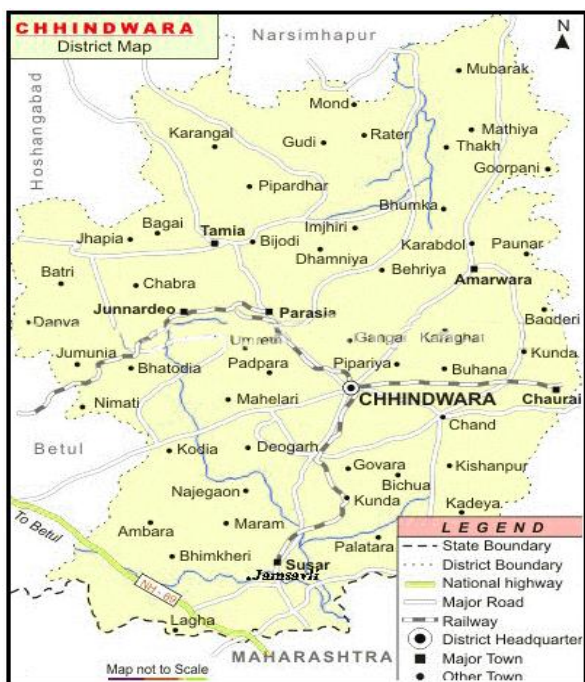 CHHINDWARA
District Map
Narsimhapur
N
Hoshangabad
Mubarak
Mond
Karangal
Gudi
Rater
Mathiya
Thakh
Goorpani
Pipardhar
Bhumka
Bagai
Jhapia
Tamia
Bijodi
Imjhiri
Dhamniya
Karabdol
Paunar
Batri
Chabra
Behriya
Amarwara
Junnardeo
Parasia
Danva
Badderi
Umreth
Gangai
Karaghat
Kunda
Jumunia
Bhatodia
Padpara
Pipariya
Buhana
Nimati
Mahelari
CHHINDWARA
Chaurai
Chand
Betul
Kodia
Deogarh
Govara
Kishanpur
Bichua
Najegaon
Kunda
Kadeya
To Betul
Ambara
Maram
Palatara
Bhimkheri
Susar
Jamsavli
NH - 69
Lagha
MAHARASHTRA
Map not to Scale
LEGEND
State Boundary
District Boundary
National highway
Major Road
Railway
District Headquarter
Major Town
Other Town